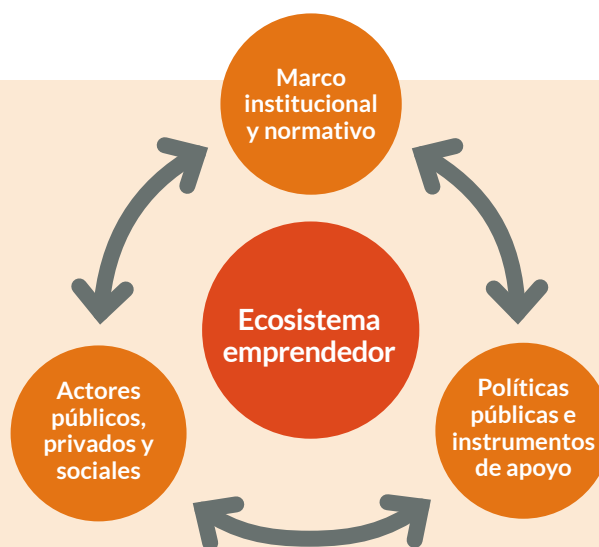 Marco
institucional
y normativo
Ecosistema
emprendedor
Actores
públicos,
privados y
sociales
Políticas
públicas e
instrumentos
de apoyo